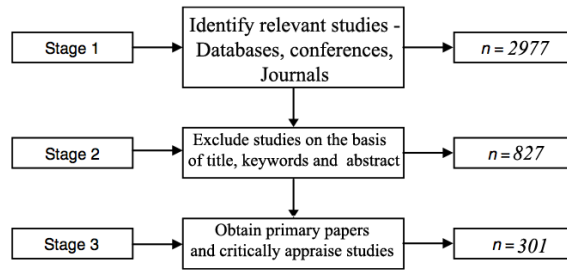 Stage 1
Identify relevant studies -
Databases, conferences,
Journals
n = 2977
Stage 2
Exclude studies on the basis
of title, keywords and abstract
n = 827
Stage 3
Obtain primary papers
and critically appraise studies
n = 301